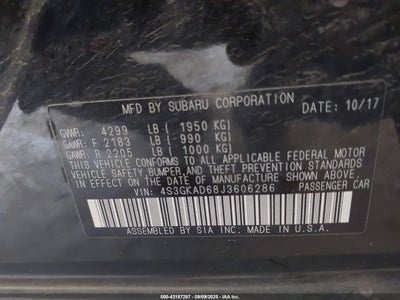 MFD BY SUBARU CORPORATION DATE: 10/17
GVWR: 4299 LB ( 1950 KG)
GAWR: F 2183 LB ( 990 KG)
GAWR: R 2205 LB ( 1000 KG)
THIS VEHICLE CONFORMS TO ALL APPLICABLE FEDERAL MOTOR
VEHICLE SAFETY, BUMPER, AND THEFT PREVENTION STANDARDS
IN EFFECT ON THE DATE OF MANUFACTURE SHOWN ABOVE.
VIN: 4S3GKAD68J3606286 PASSENGER CAR
ASSEMBLED BY SIA INC. IN U.S.A.
000-43187287 - 09/09/2025 - IAA Inc.